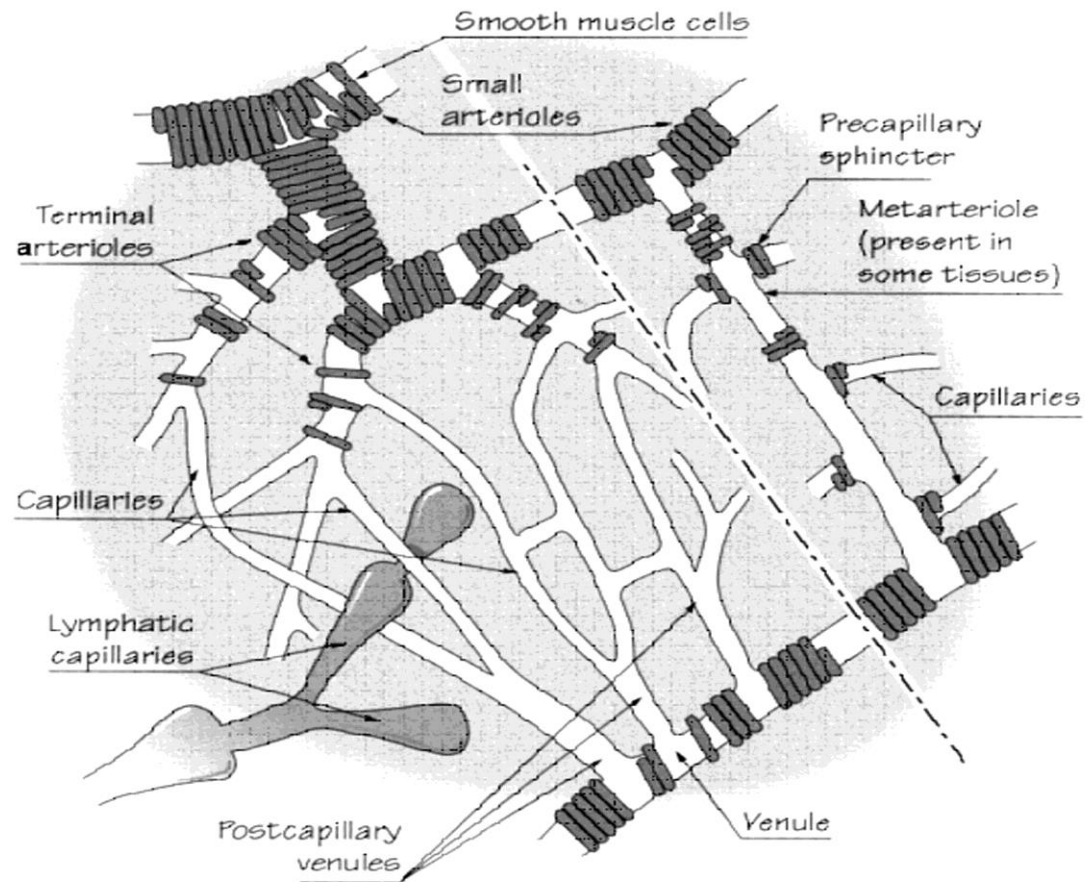 Smooth muscle cells
Small
arterioles
Precapillary
sphincter
Terminal
arterioles
Metarteriole
(present in
some tissues)
Capillaries
Capillaries
Lymphatic
capillaries
Postcapillary
venules
Venule